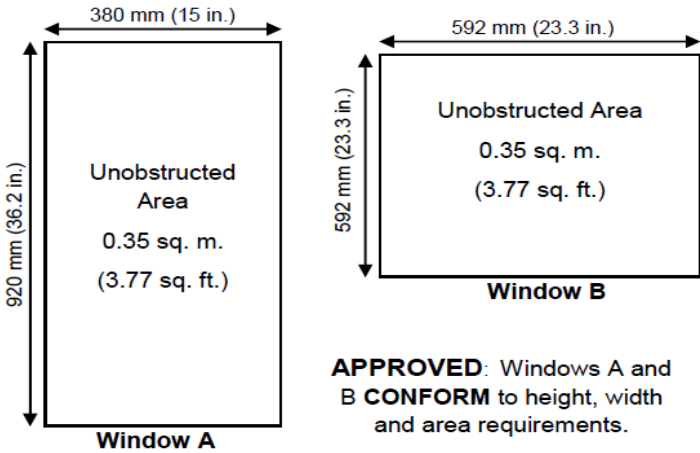 380 mm (15 in.)
920 mm (36.2 in.)
Unobstructed
Area
0.35 sq. m.
(3.77 sq. ft.)
Window A
592 mm (23.3 in.)
592 mm (23.3 in.)
Unobstructed Area
0.35 sq. m.
(3.77 sq. ft.)
Window B
APPROVED: Windows A and
B CONFORM to height, width
and area requirements.